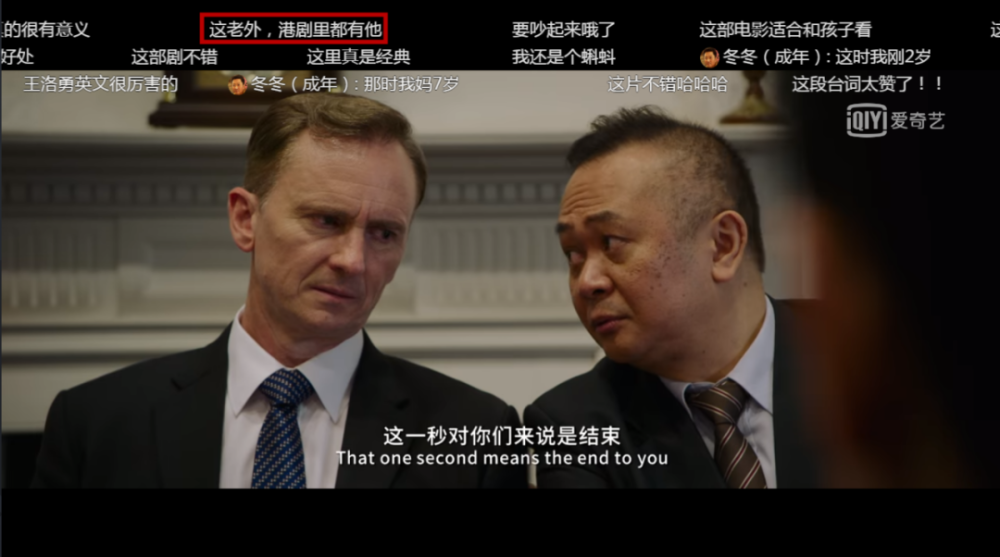 的很有意义 这老外，港剧里都有他 要吵起来哦了 这部电影适合和孩子看
好处 这部剧不错 这里真是经典 我还是个蝌蚪 冬冬（成年）: 这时我刚2岁
王洛勇英文很厉害的 冬冬（成年）: 那时我妈7岁 这片不错哈哈哈 这段台词太赞了！！
iQIYI 爱奇艺
这一秒对你们来说是结束
That one second means the end to you